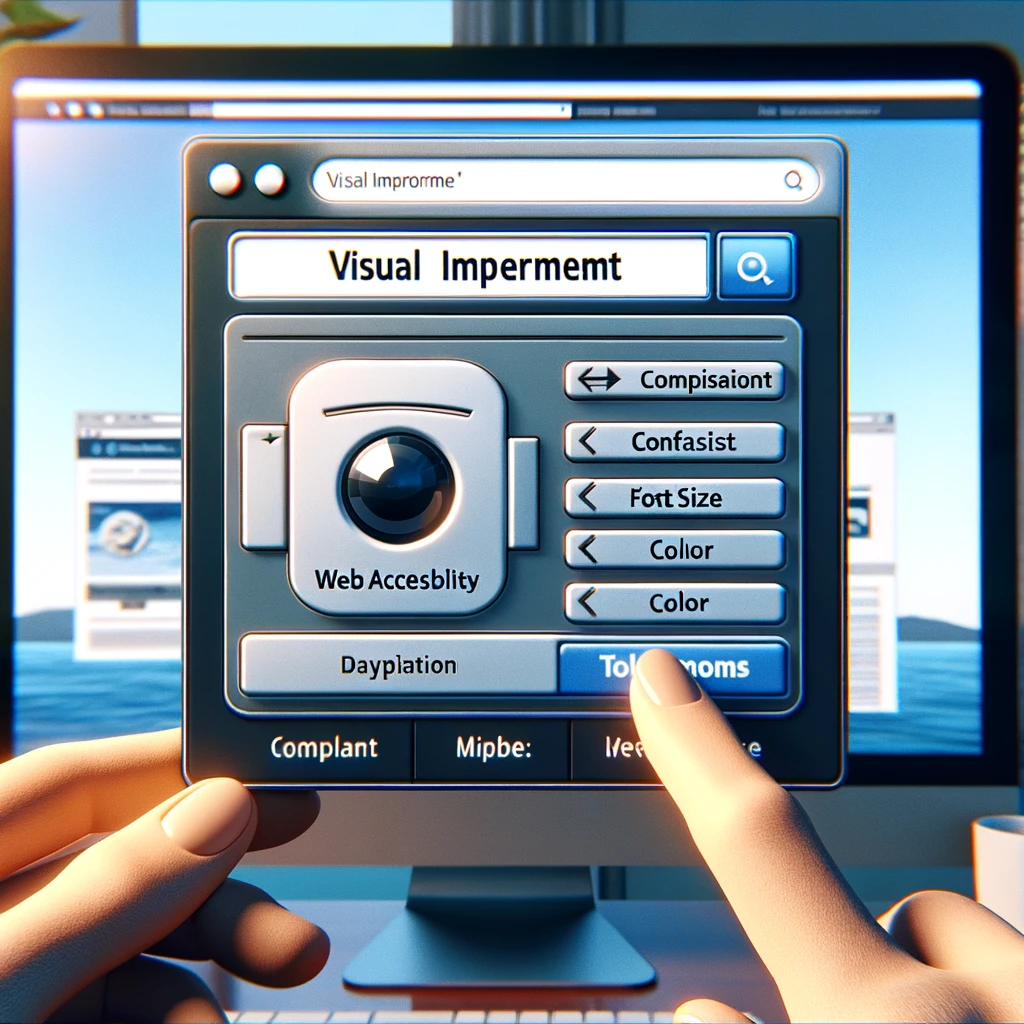 Visal Improrme'
Visual Impermemt
Compisaiont
Confasist
Fort Size
Colior
Color
Web Accesblity
Dayplation
Complant
Mipbe: